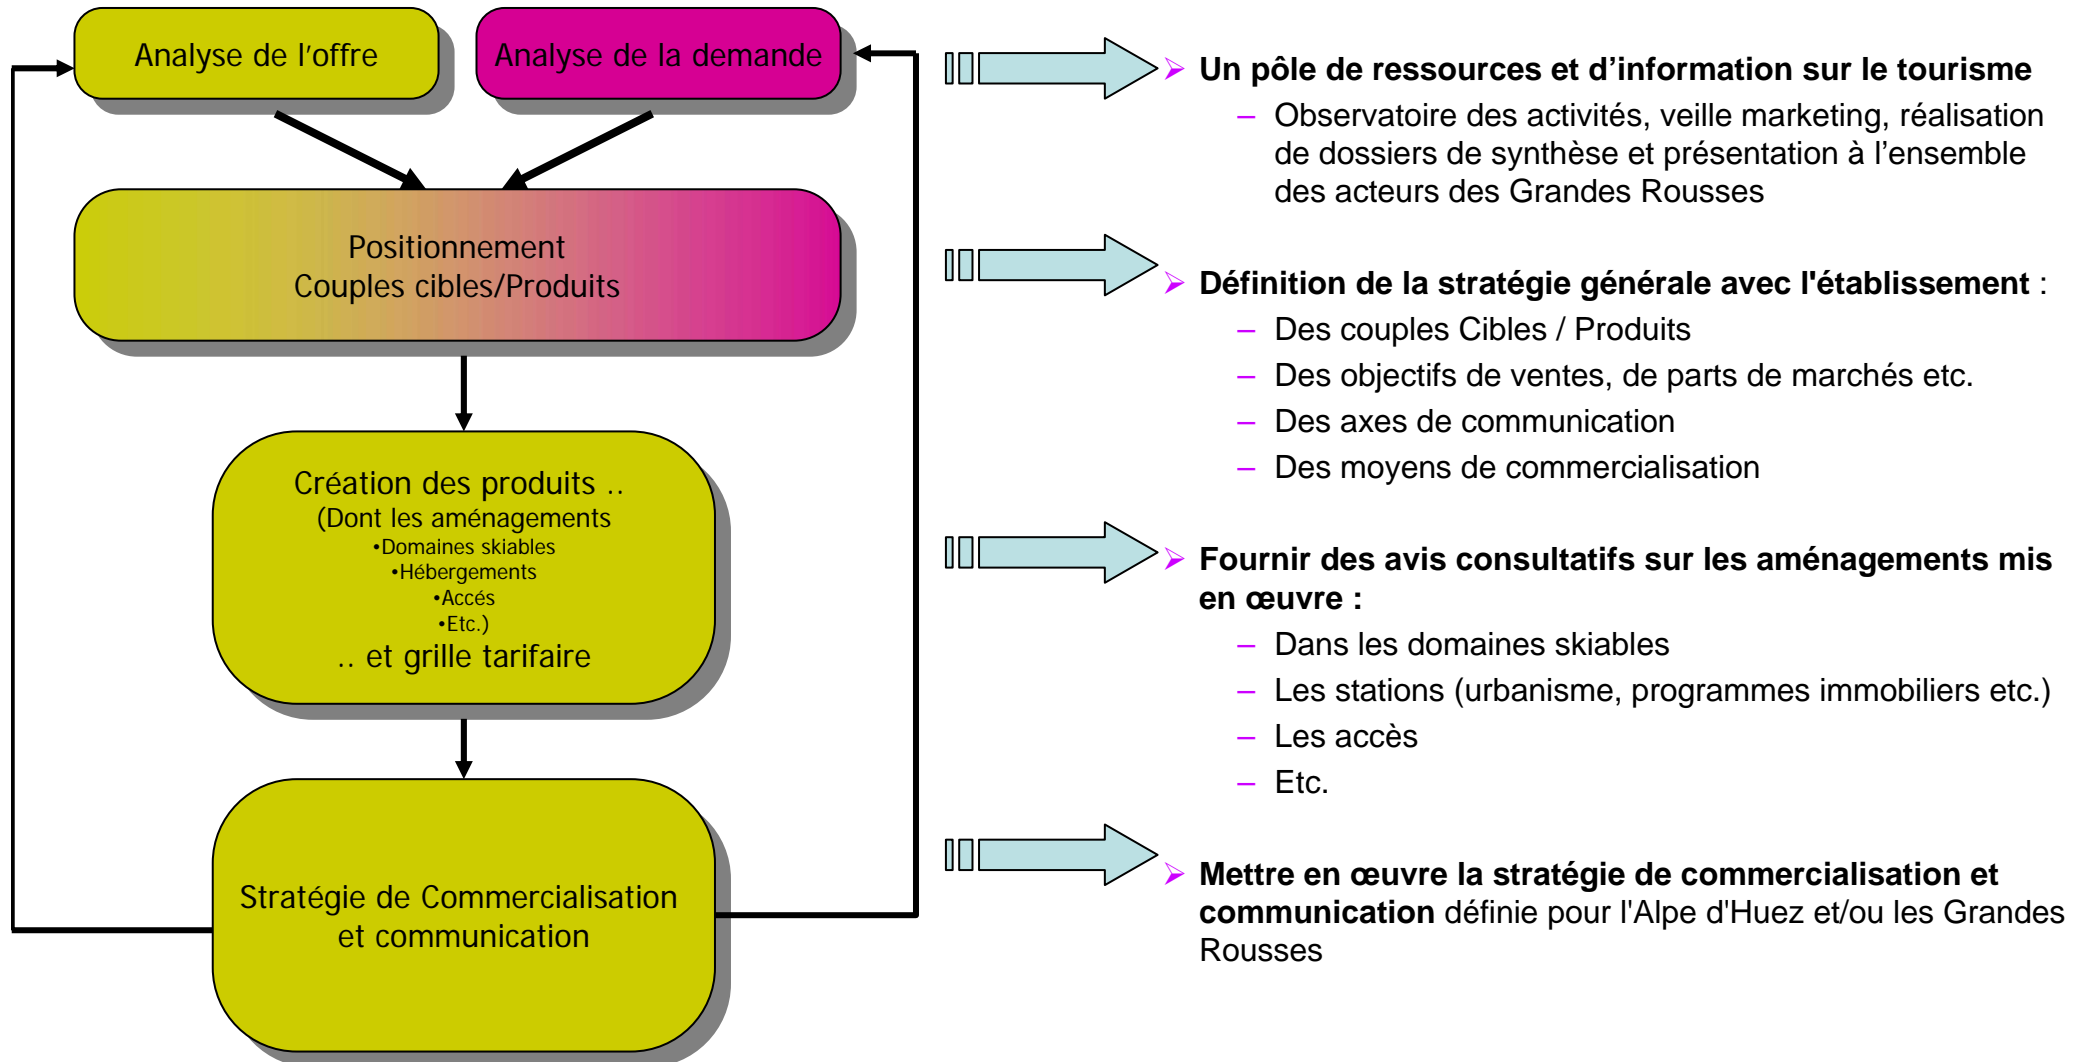 Analyse de l'offre
Analyse de la demande
Positionnement
Couples cibles/Produits
Création des produits ..
(Dont les aménagements
•Domaines skiables
•Hébergements
•Accés
•Etc.)
.. et grille tarifaire
Stratégie de Commercialisation
et communication
➢ Un pôle de ressources et d’information sur le tourisme
– Observatoire des activités, veille marketing, réalisation
de dossiers de synthèse et présentation à l’ensemble
des acteurs des Grandes Rousses
➢ Définition de la stratégie générale avec l'établissement :
– Des couples Cibles / Produits
– Des objectifs de ventes, de parts de marchés etc.
– Des axes de communication
– Des moyens de commercialisation
➢ Fournir des avis consultatifs sur les aménagements mis
en œuvre :
– Dans les domaines skiables
– Les stations (urbanisme, programmes immobiliers etc.)
– Les accès
– Etc.
➢ Mettre en œuvre la stratégie de commercialisation et
communication définie pour l'Alpe d'Huez et/ou les Grandes
Rousses